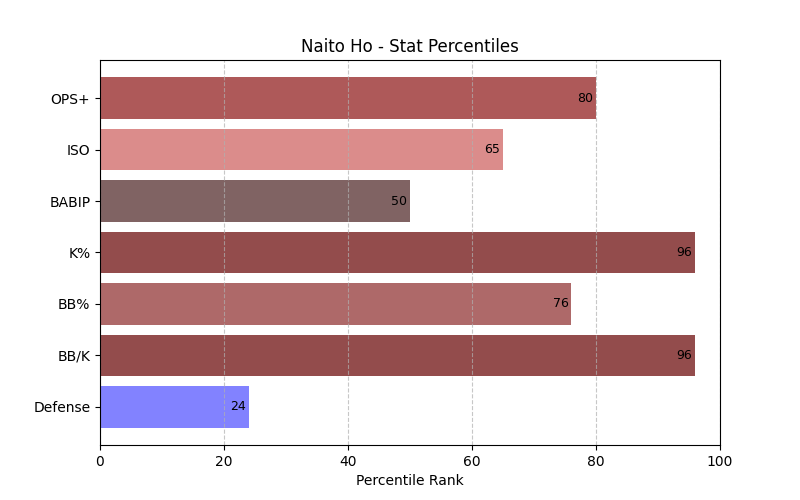 Naito Ho - Stat Percentiles
OPS+ 80
ISO 65
BABIP 50
K% 96
BB% 76
BB/K 96
Defense 24
0 20 40 60 80 100
Percentile Rank